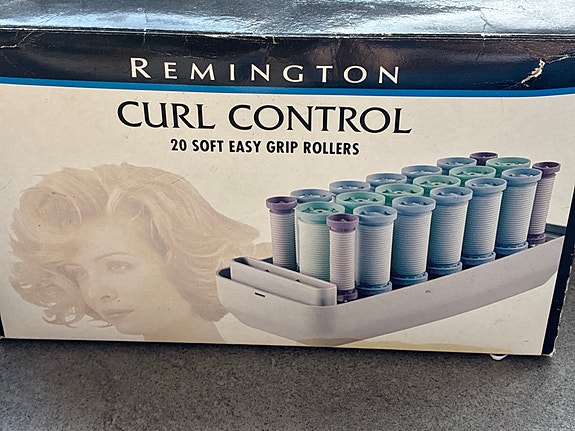 REMINGTON
CURL CONTROL
20 SOFT EASY GRIP ROLLERS